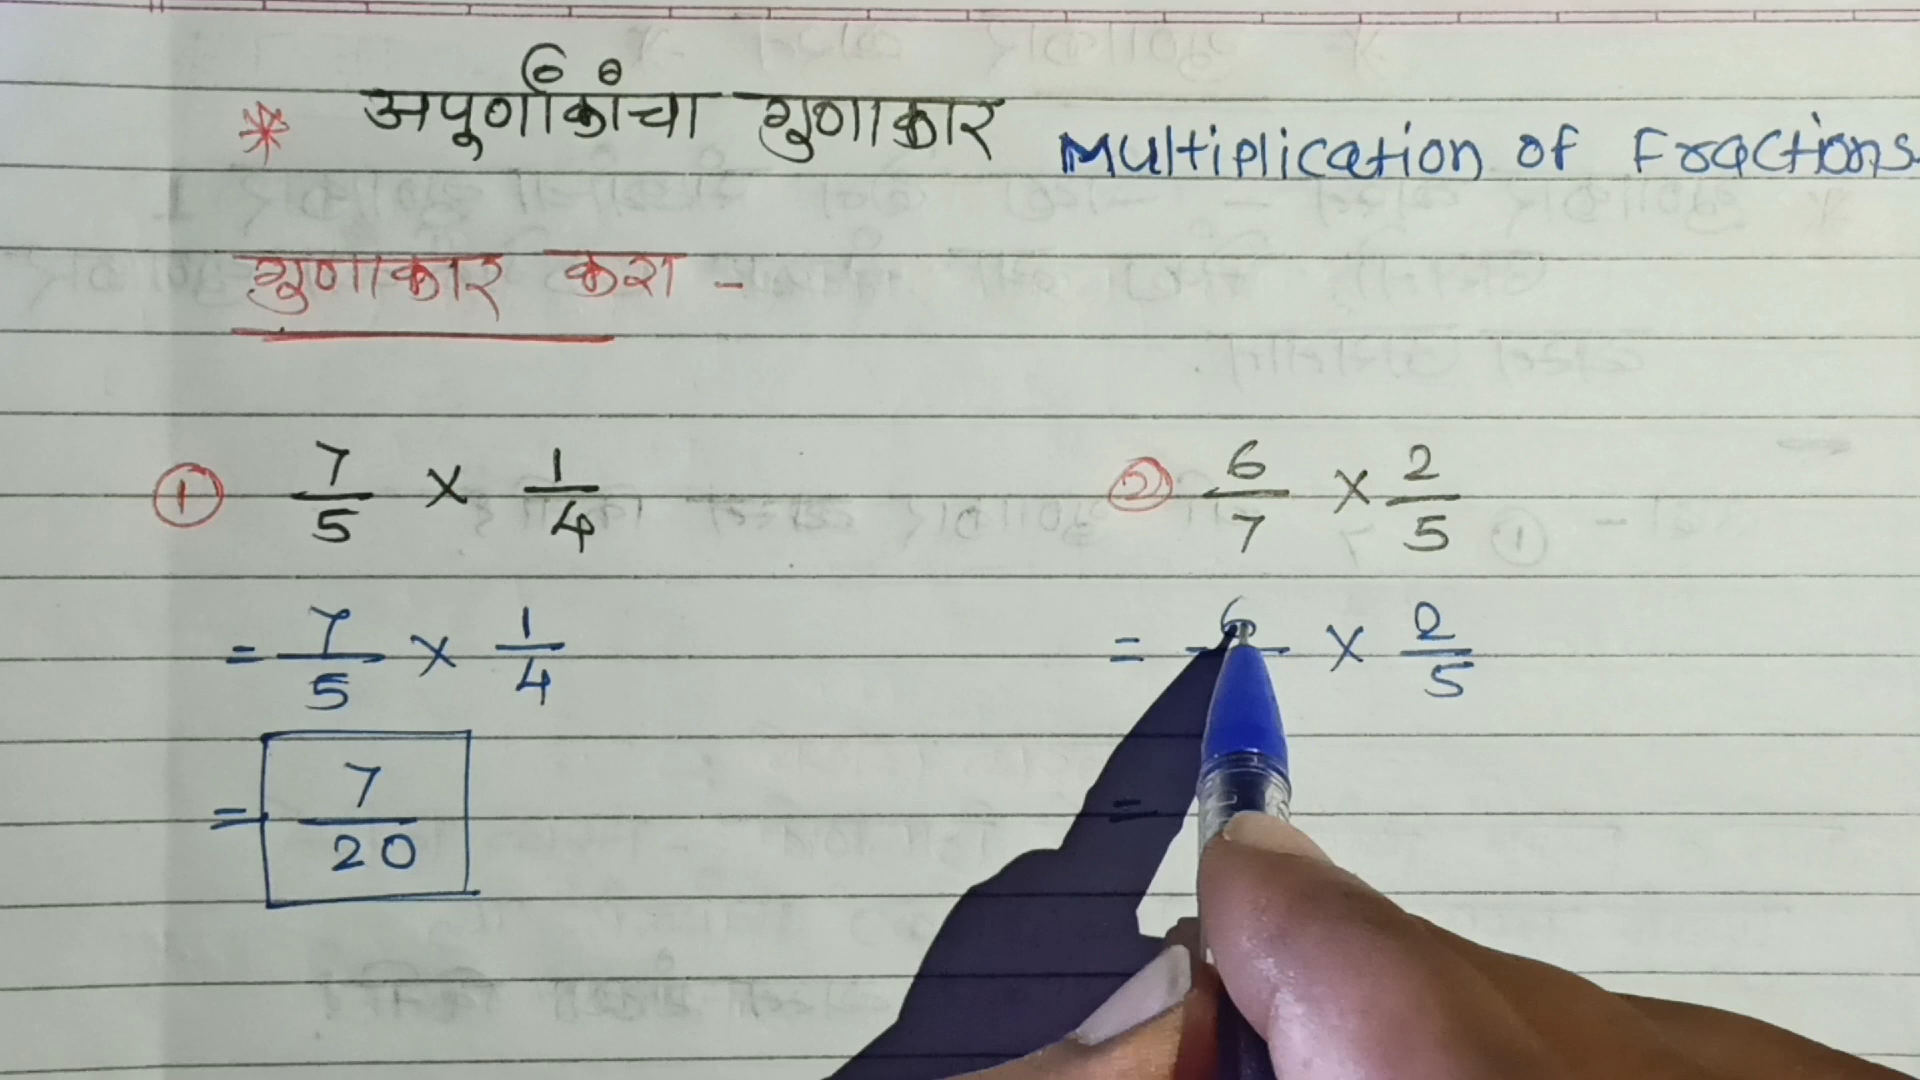 * अपूर्णांकांचा गुणाकार Multiplication of Fractions.
गुणाकार करा -
① 7/5 × 1/4
= 7/5 × 1/4
= 7/20
② 6/7 × 2/5
= 6/ × 2/5
=